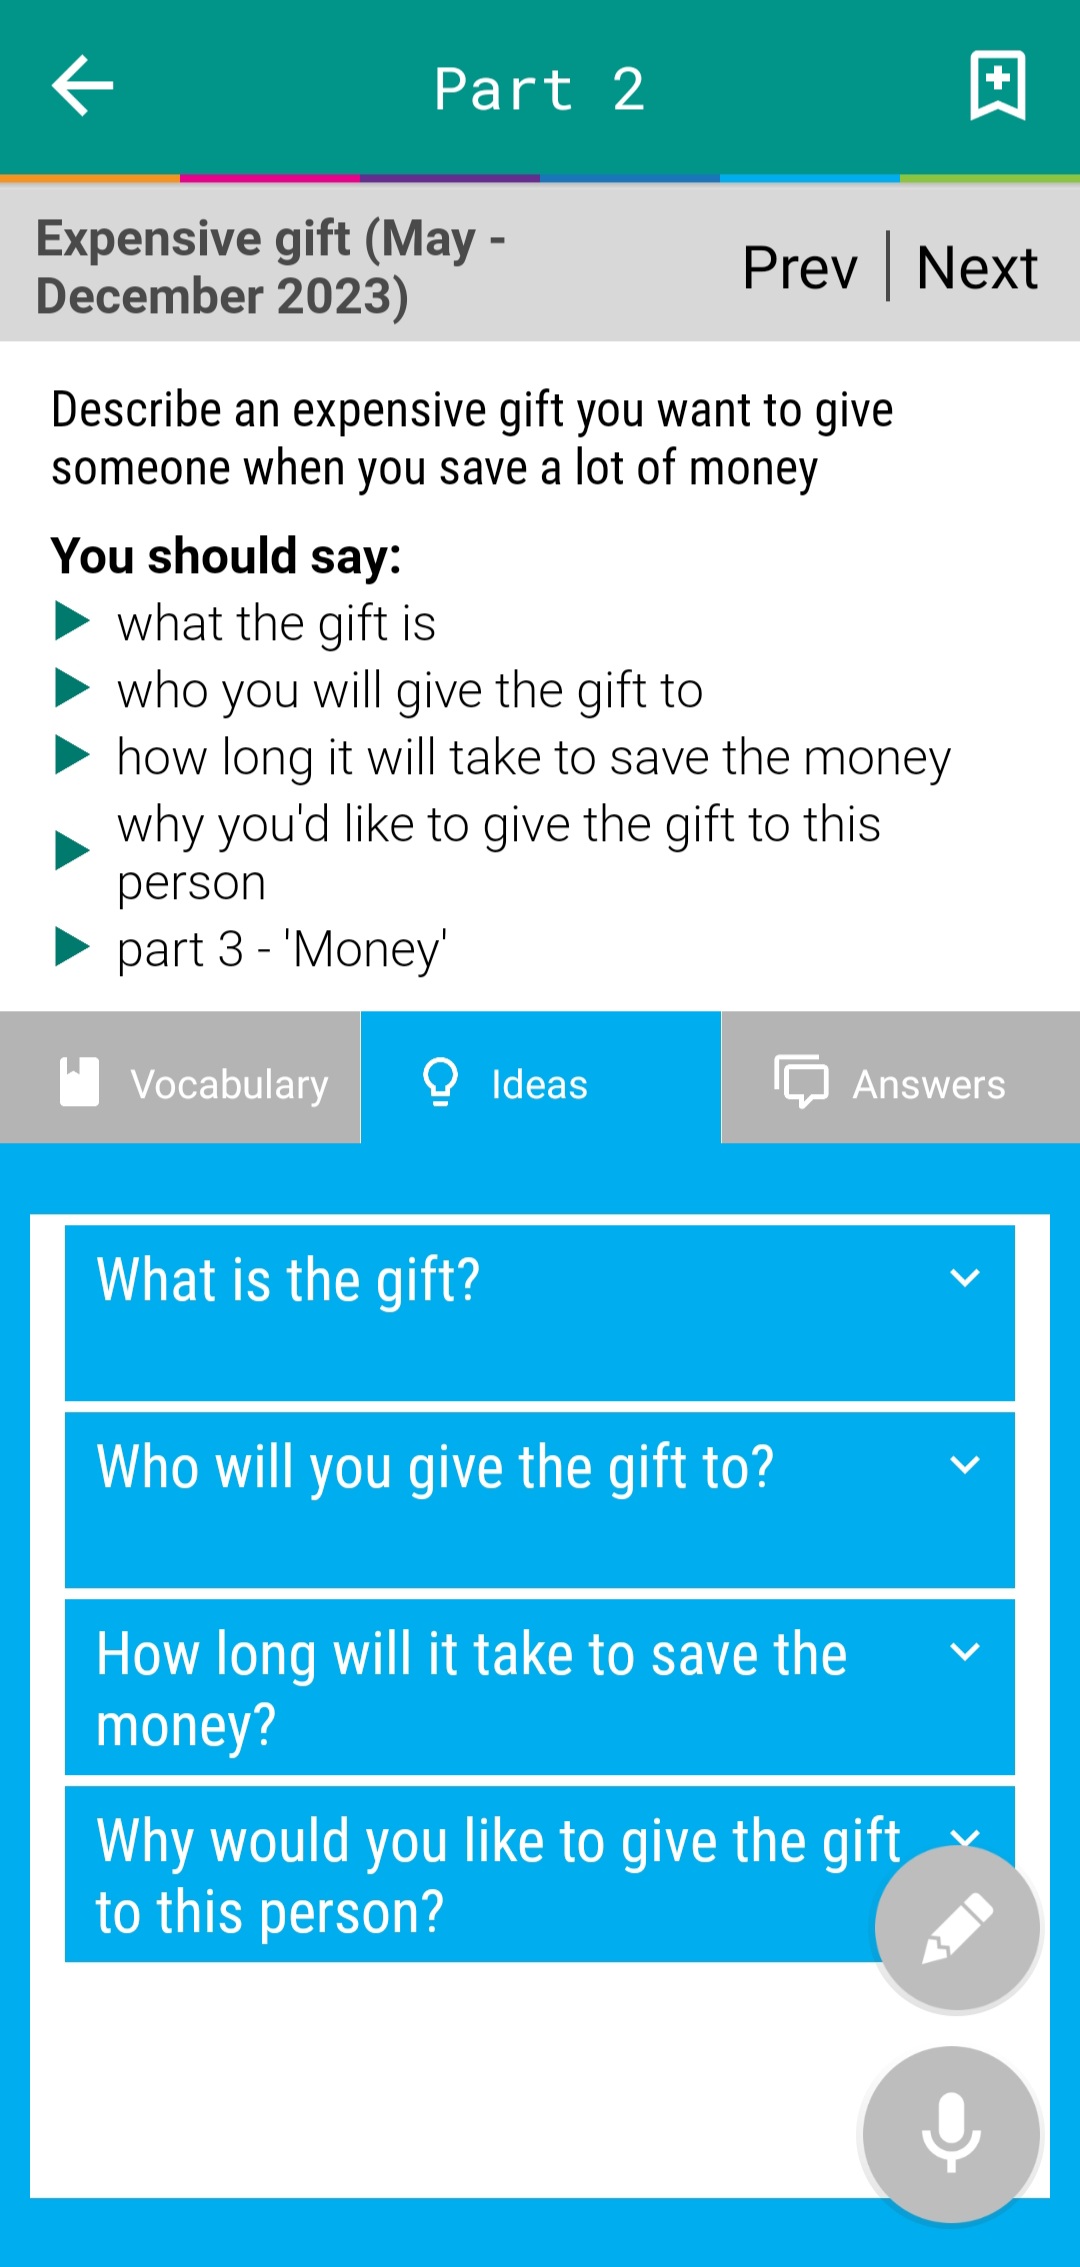 Part 2
Expensive gift (May -
December 2023)
Prev | Next
Describe an expensive gift you want to give
someone when you save a lot of money
You should say:
what the gift is
who you will give the gift to
how long it will take to save the money
why you'd like to give the gift to this
person
part 3 - 'Money'
Vocabulary
Ideas
Answers
What is the gift?
Who will you give the gift to?
How long will it take to save the
money?
Why would you like to give the gift
to this person?